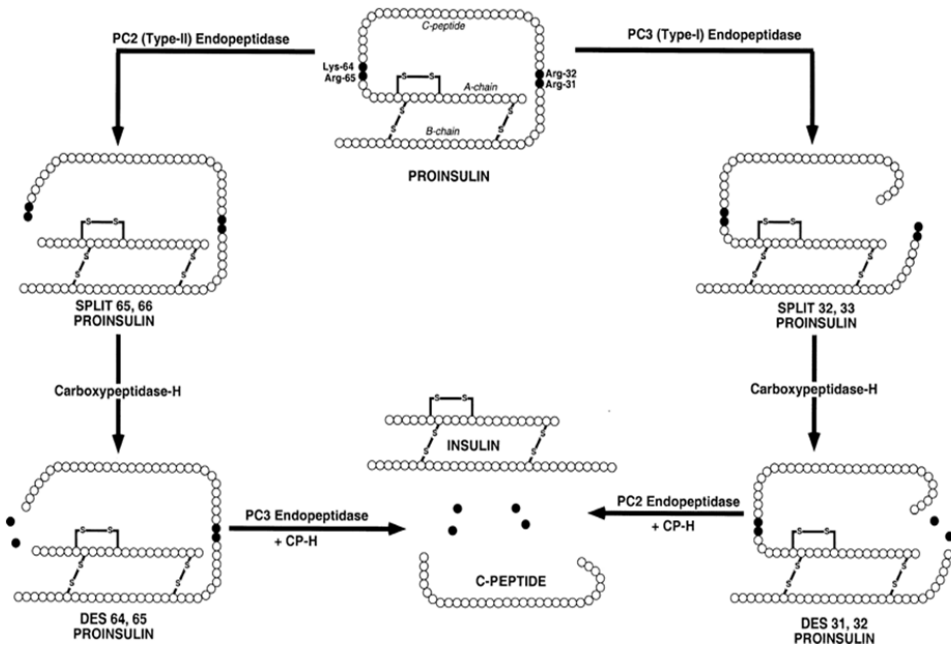 PC2 (Type-II) Endopeptidase
C-peptide
PC3 (Type-I) Endopeptidase
Lys-64
Arg-65
Arg-32
Arg-31
S—S
A-chain
S
S
S
S
B-chain
PROINSULIN
S—S
S
S
S
S
SPLIT 65, 66
PROINSULIN
S—S
S
S
S
S
SPLIT 32, 33
PROINSULIN
Carboxypeptidase-H
Carboxypeptidase-H
S—S
S
S
S
S
INSULIN
S—S
S
S
S
S
DES 64, 65
PROINSULIN
PC3 Endopeptidase
+ CP-H
PC2 Endopeptidase
+ CP-H
C-PEPTIDE
S—S
S
S
S
S
DES 31, 32
PROINSULIN